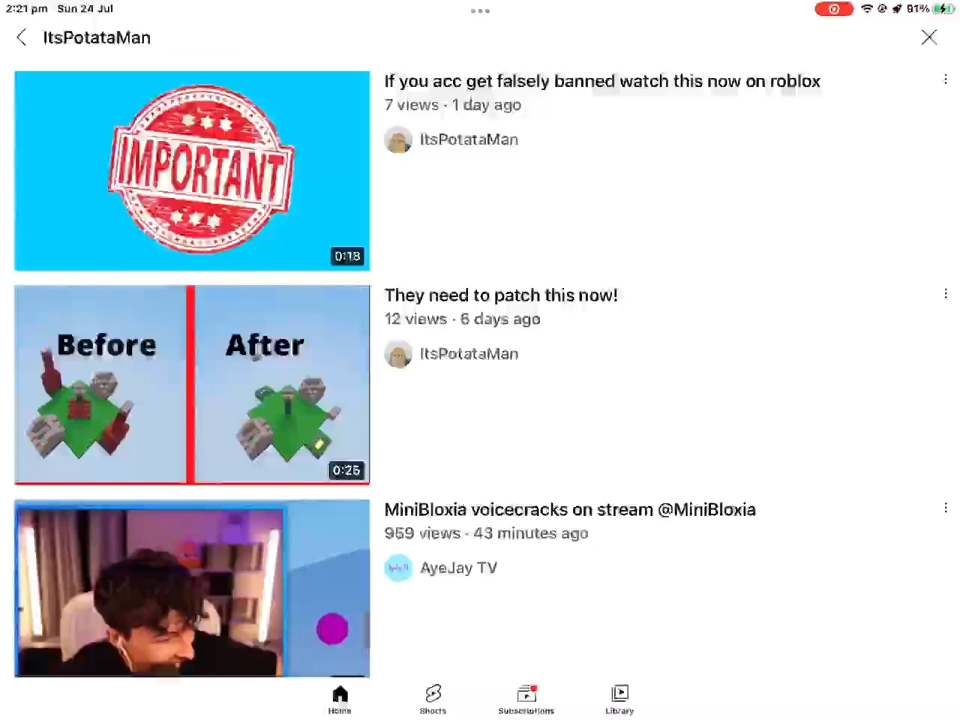 2:21 pm Sun 24 Jul
91%
ItsPotataMan
IMPORTANT
0:18
If you acc get falsely banned watch this now on roblox
7 views · 1 day ago
ItsPotataMan
Before
After
0:25
They need to patch this now!
12 views · 6 days ago
ItsPotataMan
MiniBloxia voicecracks on stream @MiniBloxia
959 views · 43 minutes ago
AyeJay TV
Home
Shorts
Subscriptions
Library